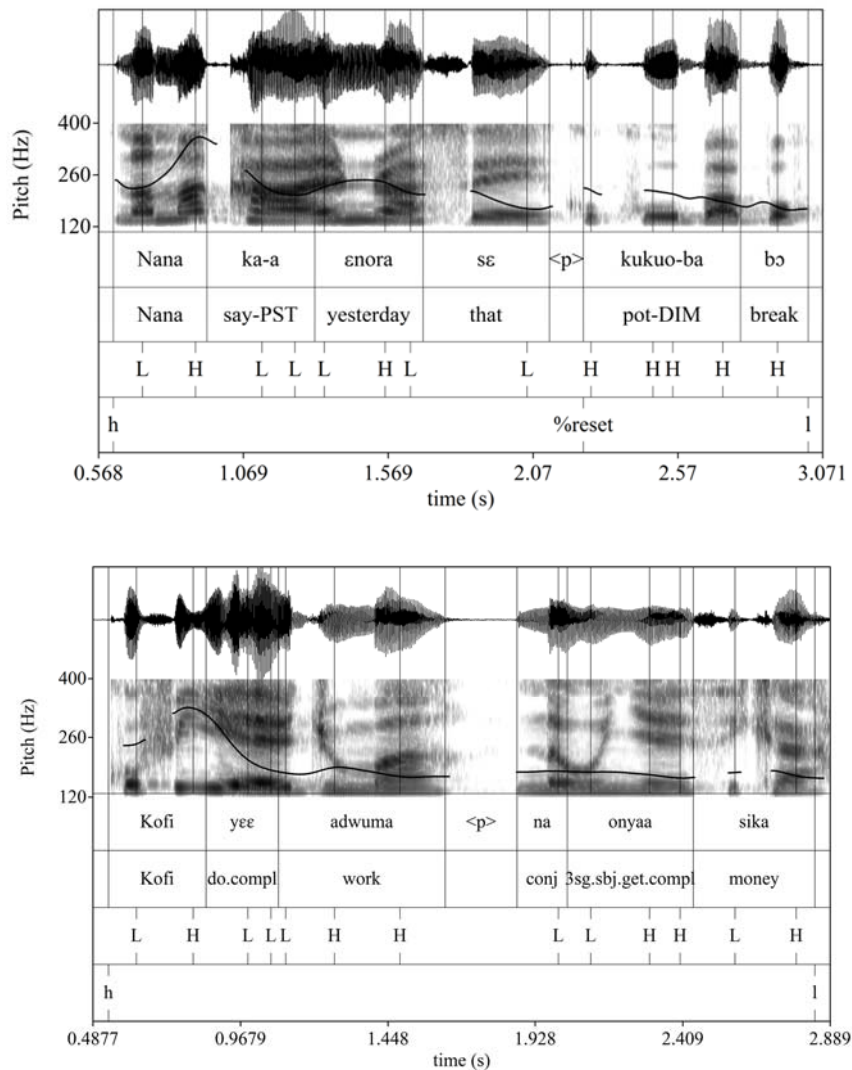 400
260
120
Pitch (Hz)
Nana ka-a ɛnora sɛ <p> kukuo-ba bɔ
Nana say-PST yesterday that pot-DIM break
L H L L L H L L H H H H H
h %reset l
0.568 1.069 1.569 2.07 2.57 3.071
time (s)
400
260
120
Pitch (Hz)
Kofi yɛɛ adwuma <p> na onyaa sika
Kofi do.compl work conj 3sg.sbj.get.compl money
L H L L L H H L L H H L H
h l
0.4877 0.9679 1.448 1.928 2.409 2.889
time (s)